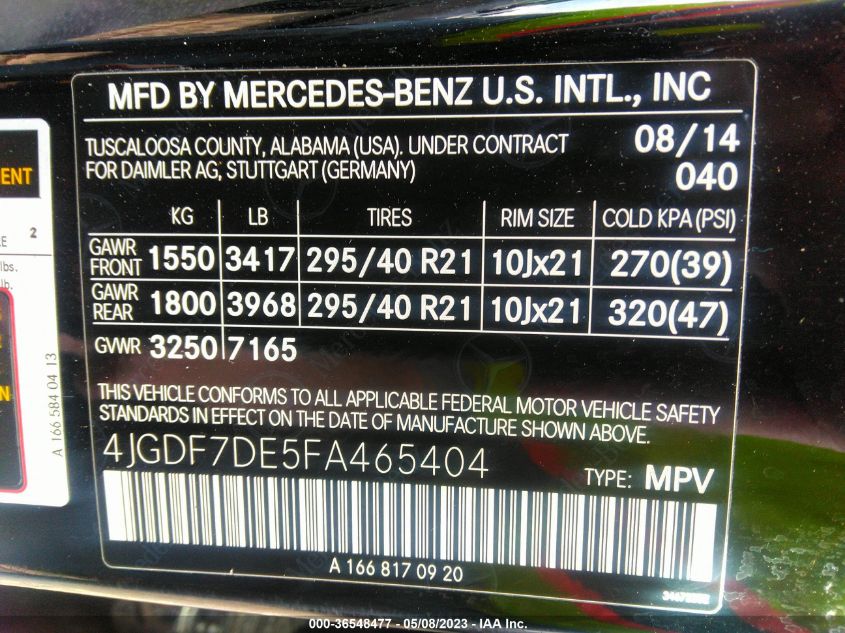 MFD BY MERCEDES-BENZ U.S. INTL., INC
TUSCALOOSA COUNTY, ALABAMA (USA). UNDER CONTRACT
FOR DAIMLER AG, STUTTGART (GERMANY)
08/14
040
KG LB TIRES RIM SIZE COLD KPA (PSI)
GAWR FRONT 1550 3417 295/40 R21 10Jx21 270(39)
GAWR REAR 1800 3968 295/40 R21 10Jx21 320(47)
GVWR 3250 7165
THIS VEHICLE CONFORMS TO ALL APPLICABLE FEDERAL MOTOR VEHICLE SAFETY
STANDARDS IN EFFECT ON THE DATE OF MANUFACTURE SHOWN ABOVE.
4JGDF7DE5FA465404
TYPE: MPV
A 166 817 09 20
ENT
2
lbs.
lb.
N
A 166 584 04 13
000-36548477 - 05/08/2023 - IAA Inc.